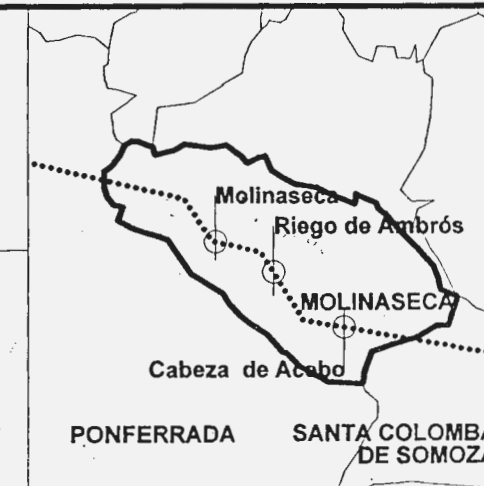 Molinaseca
Riego de Ambrós
MOLINASECA
Cabeza de Acebo
PONFERRADA
SANTA COLOMBA
DE SOMOZA